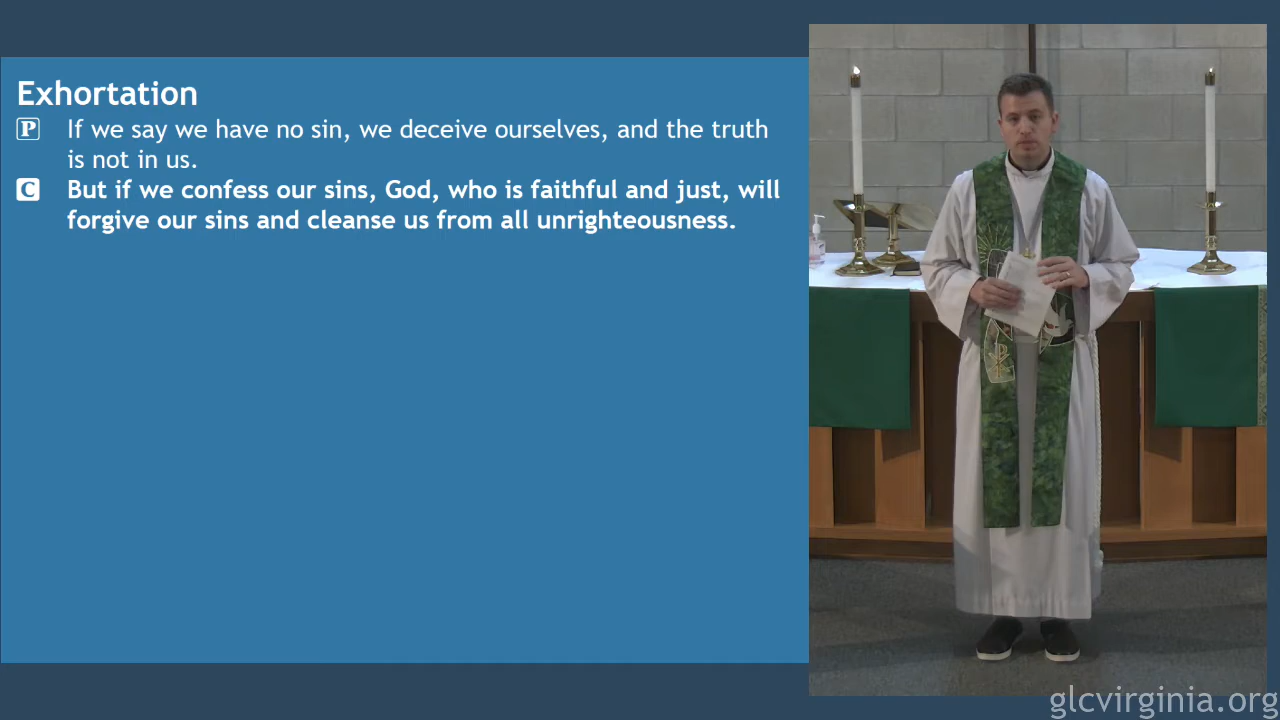 Exhortation
P If we say we have no sin, we deceive ourselves, and the truth
is not in us.
C But if we confess our sins, God, who is faithful and just, will
forgive our sins and cleanse us from all unrighteousness.
glcvirginia.org